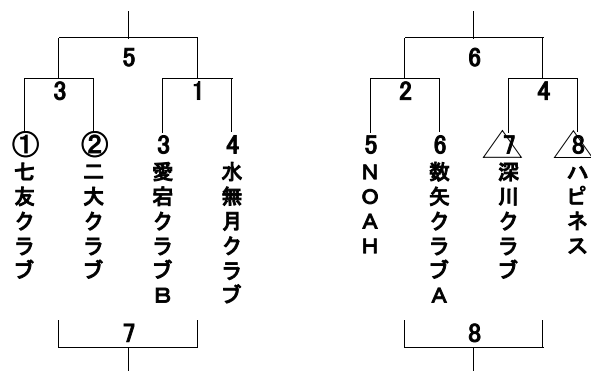 5
6
3
1
2
4
① 七友クラブ
② 二大クラブ
3 愛宕クラブB
4 水無月クラブ
5 NOAH
6 数矢クラブA
7 深川クラブ
8 ハピネス
7
8